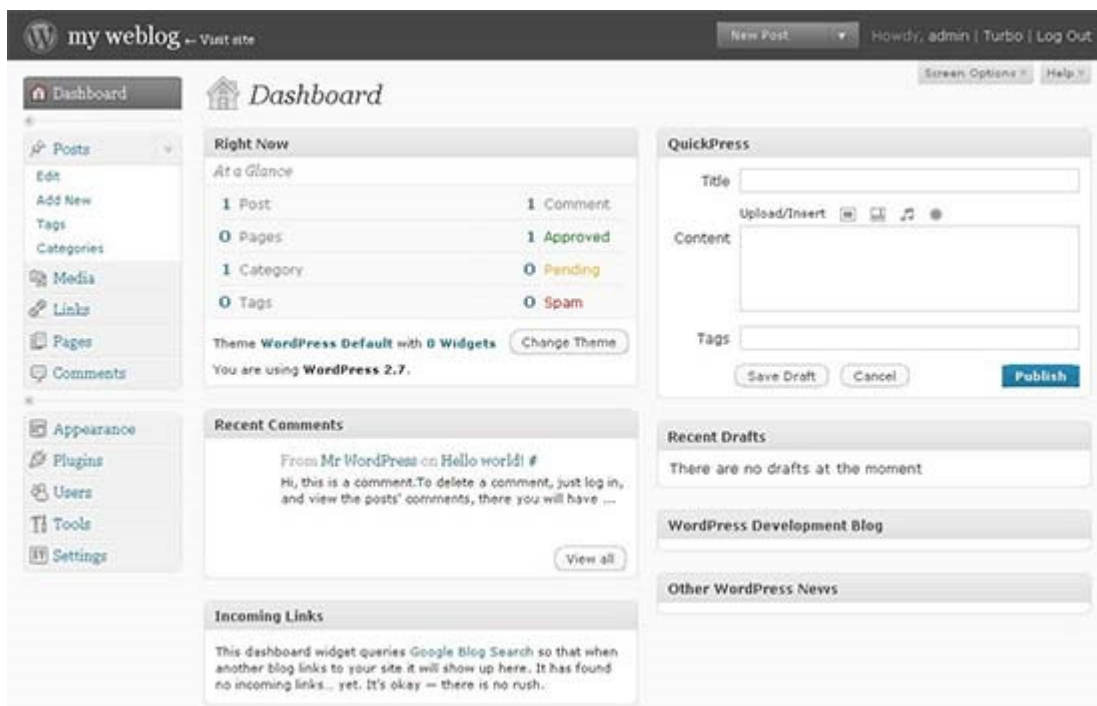 my weblog ← Visit site
New Post
Howdy, admin | Turbo | Log Out
Screen Options
Help
Dashboard
Posts
Edit
Add New
Tags
Categories
Media
Links
Pages
Comments
Appearance
Plugins
Users
Tools
Settings
Dashboard
Right Now
At a Glance
1 Post
1 Comment
0 Pages
1 Approved
1 Category
0 Pending
0 Tags
0 Spam
Theme WordPress Default with 0 Widgets
Change Theme
You are using WordPress 2.7.
Recent Comments
From Mr WordPress on Hello world! #
Hi, this is a comment.To delete a comment, just log in,
and view the posts' comments, there you will have ...
View all
Incoming Links
This dashboard widget queries Google Blog Search so that when
another blog links to your site it will show up here. It has found
no incoming links... yet. It's okay — there is no rush.
QuickPress
Title
Upload/Insert
Content
Tags
Save Draft
Cancel
Publish
Recent Drafts
There are no drafts at the moment
WordPress Development Blog
Other WordPress News